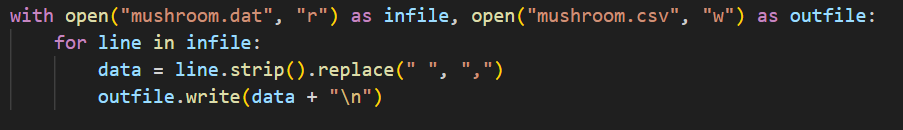 with open("mushroom.dat", "r") as infile, open("mushroom.csv", "w") as outfile:
    for line in infile:
        data = line.strip().replace(" ", ",")
        outfile.write(data + "\n")